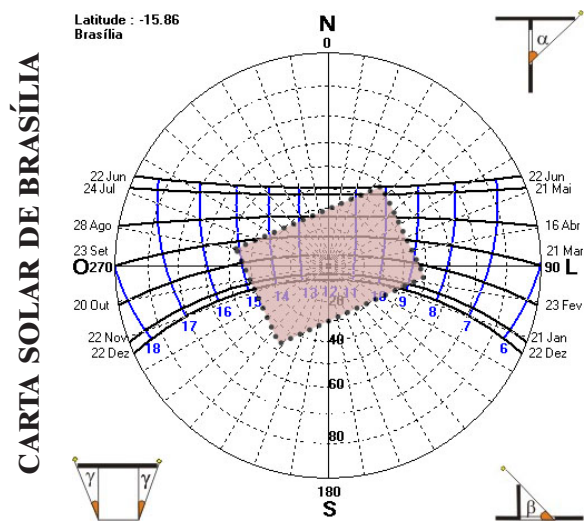 Latitude : -15.86
Brasília
N
0
α
CARTA SOLAR DE BRASÍLIA
22 Jun
24 Jul
28 Ago
23 Set
O 270
20 Out
22 Nov
22 Dez
22 Jun
21 Mai
16 Abr
21 Mar
90 L
23 Fev
21 Jan
22 Dez
18
17
16
15
14
13
12
11
10
9
8
7
6
20
40
60
80
180
S
γ
γ
β